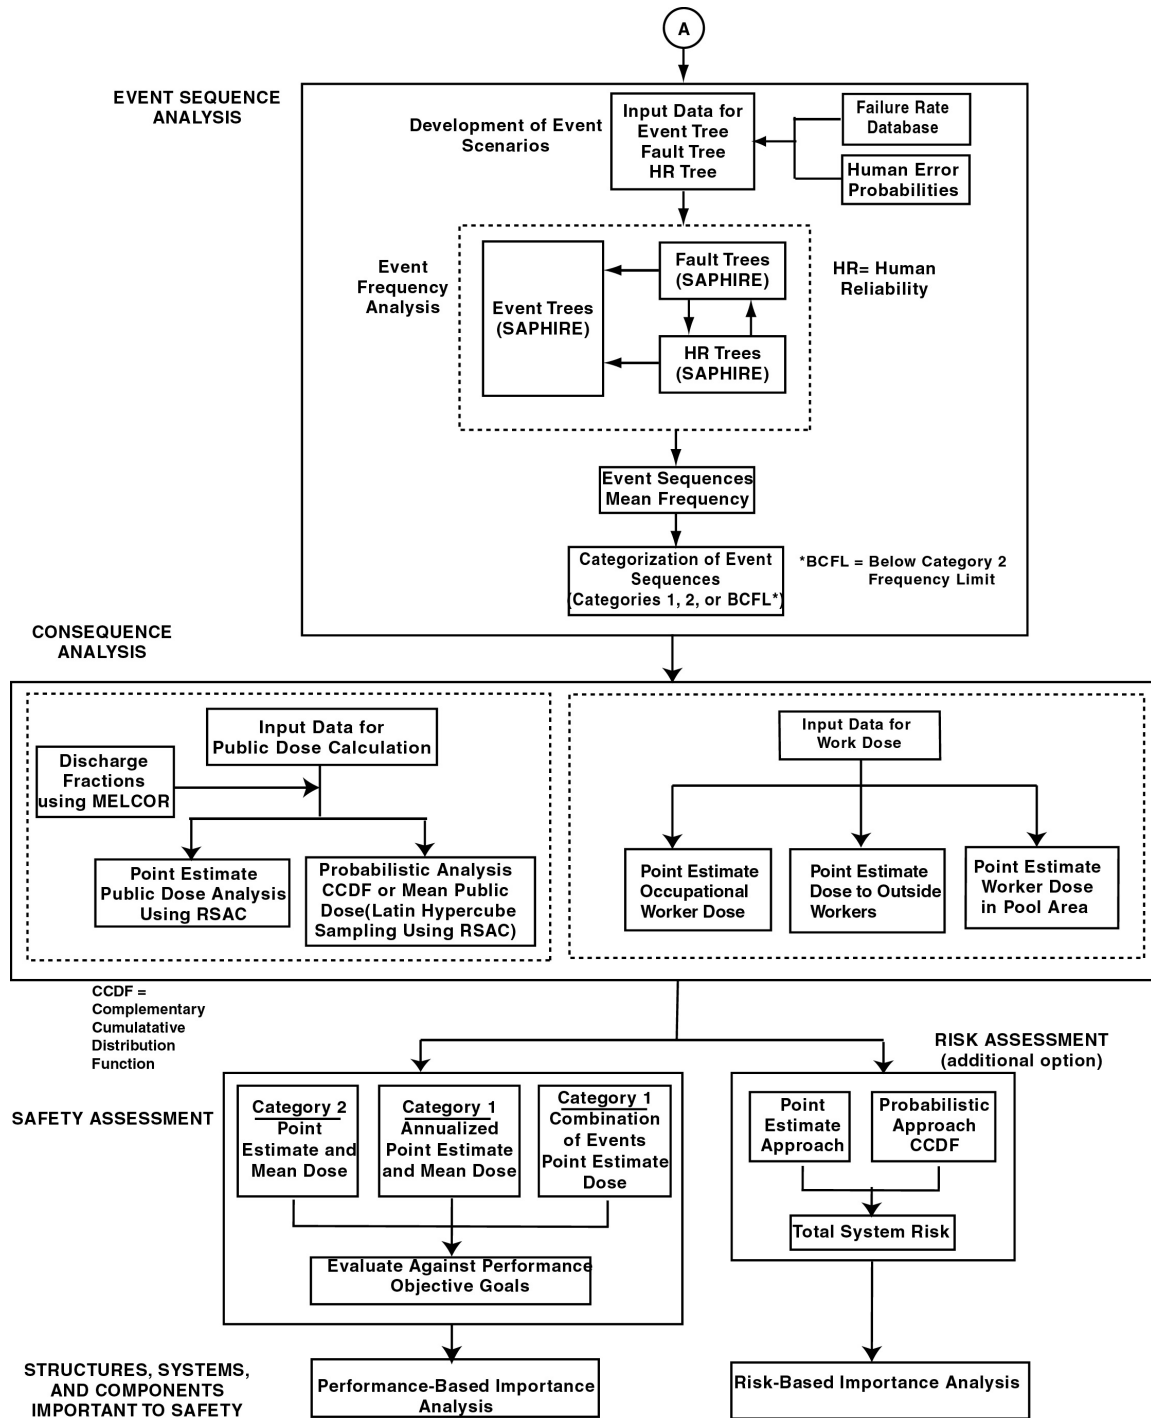 A
EVENT SEQUENCE
ANALYSIS
Development of Event
Scenarios
Input Data for
Event Tree
Fault Tree
HR Tree
Failure Rate
Database
Human Error
Probabilities
Event
Frequency
Analysis
Event Trees
(SAPHIRE)
Fault Trees
(SAPHIRE)
HR Trees
(SAPHIRE)
HR= Human
Reliability
Event Sequences
Mean Frequency
Categorization of Event
Sequences
(Categories 1, 2, or BCFL*)
*BCFL = Below Category 2
Frequency Limit
CONSEQUENCE
ANALYSIS
Input Data for
Public Dose Calculation
Discharge
Fractions
using MELCOR
Point Estimate
Public Dose Analysis
Using RSAC
Probabilistic Analysis
CCDF or Mean Public
Dose(Latin Hypercube
Sampling Using RSAC)
Input Data for
Work Dose
Point Estimate
Occupational
Worker Dose
Point Estimate
Dose to Outside
Workers
Point Estimate
Worker Dose
in Pool Area
CCDF =
Complementary
Cumulatative
Distribution
Function
SAFETY ASSESSMENT
Category 2
Point
Estimate and
Mean Dose
Category 1
Annualized
Point Estimate
and Mean Dose
Category 1
Combination
of Events
Point Estimate
Dose
Evaluate Against Performance
Objective Goals
RISK ASSESSMENT
(additional option)
Point
Estimate
Approach
Probabilistic
Approach
CCDF
Total System Risk
STRUCTURES, SYSTEMS,
AND COMPONENTS
IMPORTANT TO SAFETY
Performance-Based Importance
Analysis
Risk-Based Importance Analysis